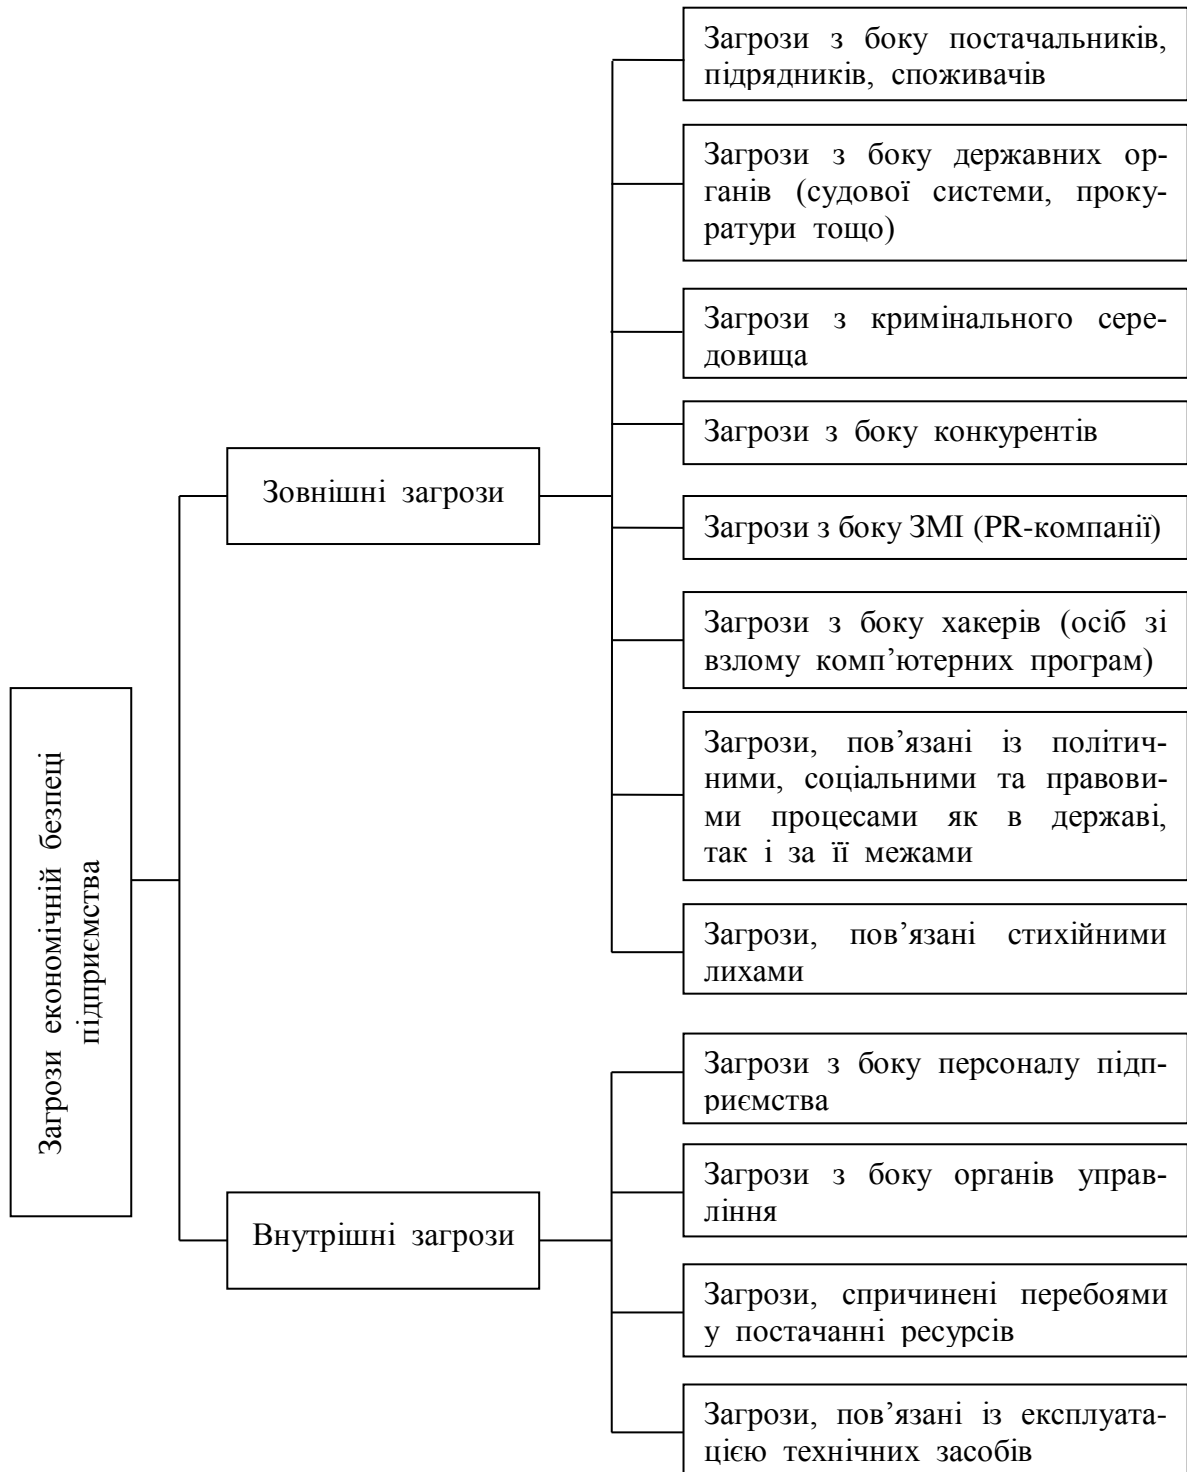 Загрози економічній безпеці
підприємства
Зовнішні загрози
Загрози з боку постачальників,
підрядників, споживачів
Загрози з боку державних ор-
ганів (судової системи, проку-
ратури тощо)
Загрози з кримінального сере-
довища
Загрози з боку конкурентів
Загрози з боку ЗМІ (PR-компанії)
Загрози з боку хакерів (осіб зі
взлому комп’ютерних програм)
Загрози, пов’язані із політич-
ними, соціальними та правови-
ми процесами як в державі,
так і за її межами
Загрози, пов’язані стихійними
лихами
Внутрішні загрози
Загрози з боку персоналу підп-
риємства
Загрози з боку органів управ-
ління
Загрози, спричинені перебоями
у постачанні ресурсів
Загрози, пов’язані із експлуата-
цією технічних засобів